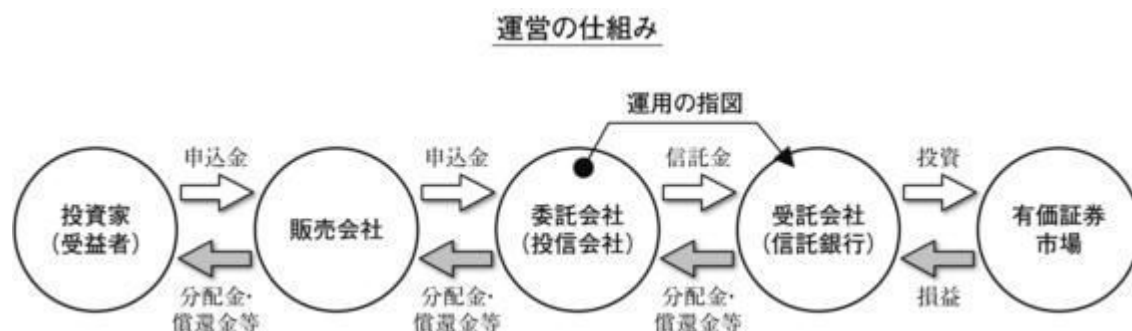 運営の仕組み
運用の指図
申込金
申込金
信託金
投資
投資家
(受益者)
販売会社
委託会社
(投信会社)
受託会社
(信託銀行)
有価証券
市場
分配金・
償還金等
分配金・
償還金等
分配金・
償還金等
損益